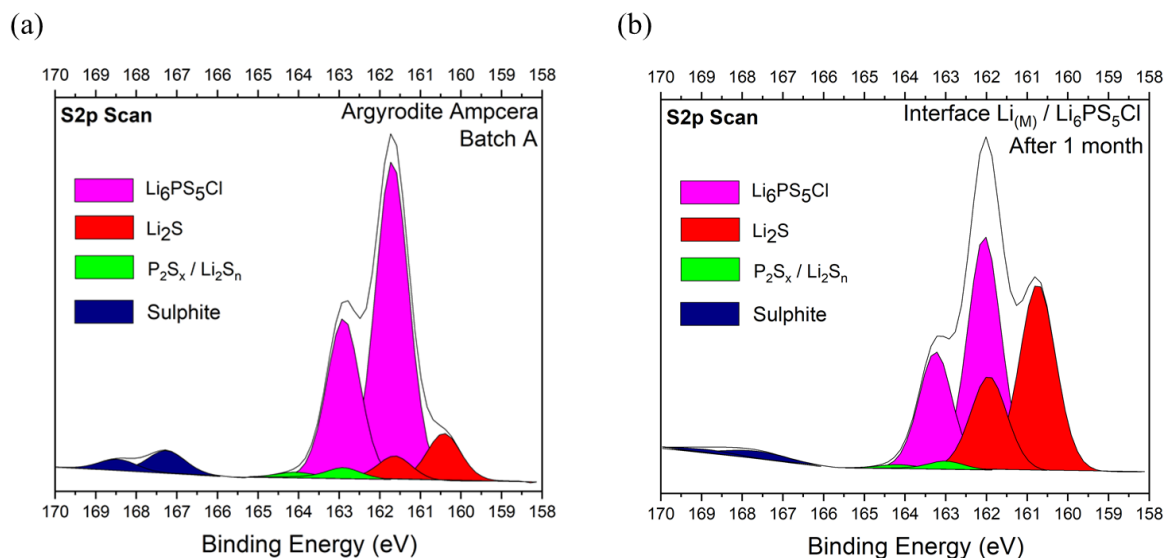 (a)
170 169 168 167 166 165 164 163 162 161 160 159 158
S2p Scan
Argyrodite Ampcera
Batch A
Li6PS5Cl
Li2S
P2Sx / Li2Sn
Sulphite
170 169 168 167 166 165 164 163 162 161 160 159 158
Binding Energy (eV)
(b)
170 169 168 167 166 165 164 163 162 161 160 159 158
S2p Scan
Interface Li(M) / Li6PS5Cl
After 1 month
Li6PS5Cl
Li2S
P2Sx / Li2Sn
Sulphite
170 169 168 167 166 165 164 163 162 161 160 159 158
Binding Energy (eV)